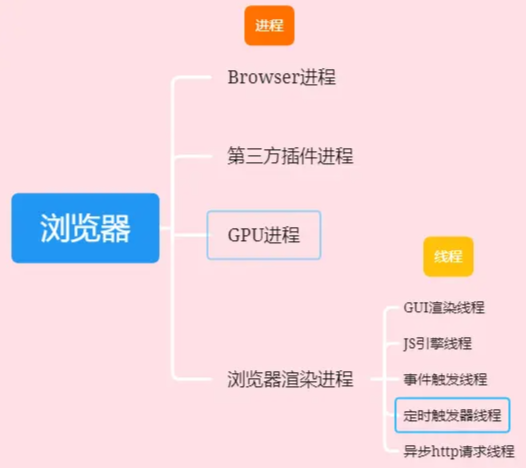 进程
Browser进程
第三方插件进程
浏览器
GPU进程
线程
GUI渲染线程
JS引擎线程
浏览器渲染进程
事件触发线程
定时触发器线程
异步http请求线程